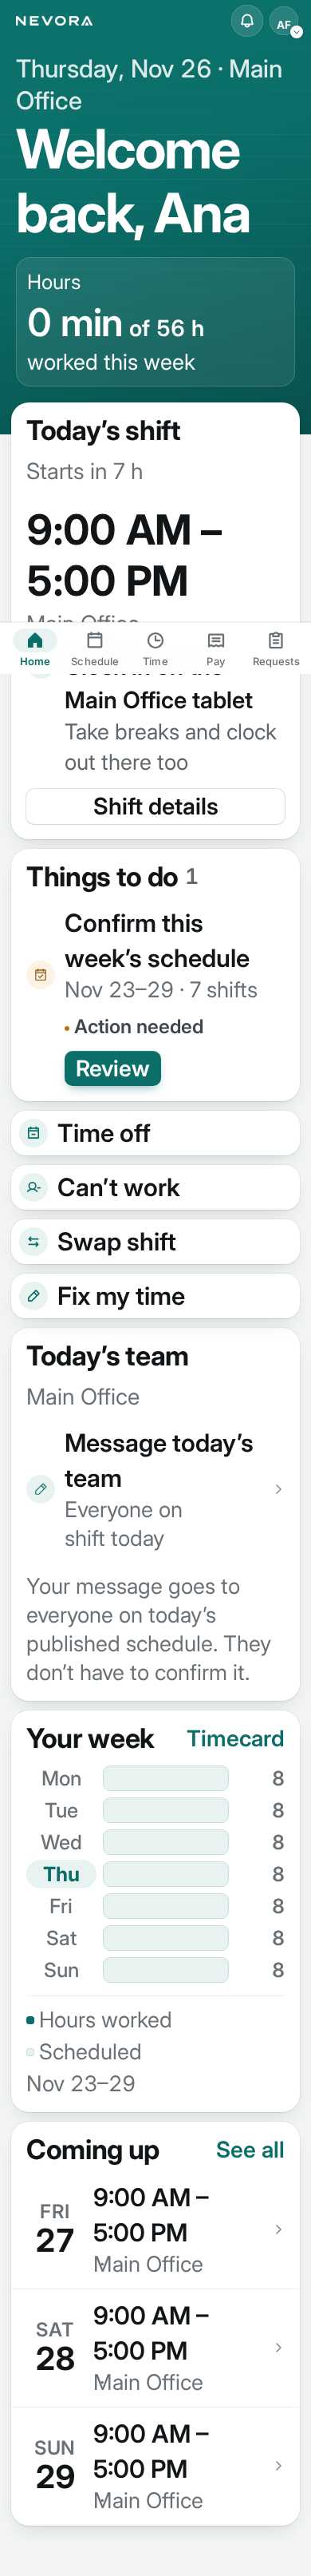 NEVORA
AF
Thursday, Nov 26 · Main
Office
Welcome
back, Ana
Hours
0 min of 56 h
worked this week
Today’s shift
Starts in 7 h
9:00 AM –
5:00 PM
Main Office
Home
Schedule
Time
Pay
Requests
Main Office tablet
Take breaks and clock
out there too
Shift details
Things to do 1
Confirm this
week’s schedule
Nov 23–29 · 7 shifts
Action needed
Review
Time off
Can’t work
Swap shift
Fix my time
Today’s team
Main Office
Message today’s
team
Everyone on
shift today
Your message goes to
everyone on today’s
published schedule. They
don’t have to confirm it.
Your week Timecard
Mon 8
Tue 8
Wed 8
Thu 8
Fri 8
Sat 8
Sun 8
Hours worked
Scheduled
Nov 23–29
Coming up See all
FRI
27
9:00 AM –
5:00 PM
Main Office
SAT
28
9:00 AM –
5:00 PM
Main Office
SUN
29
9:00 AM –
5:00 PM
Main Office